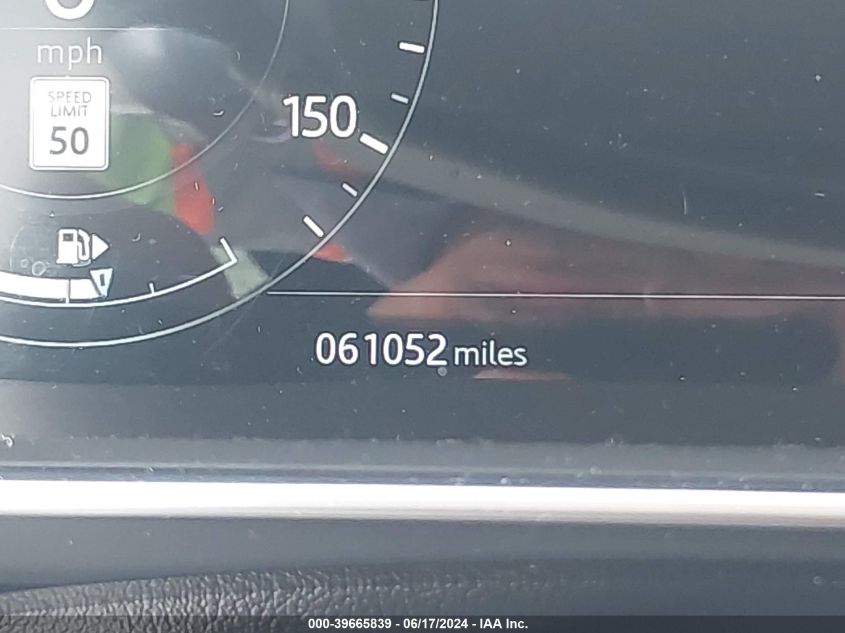 mph
SPEED
LIMIT
50
150
061052 miles
000-39665839 - 06/17/2024 - IAA Inc.